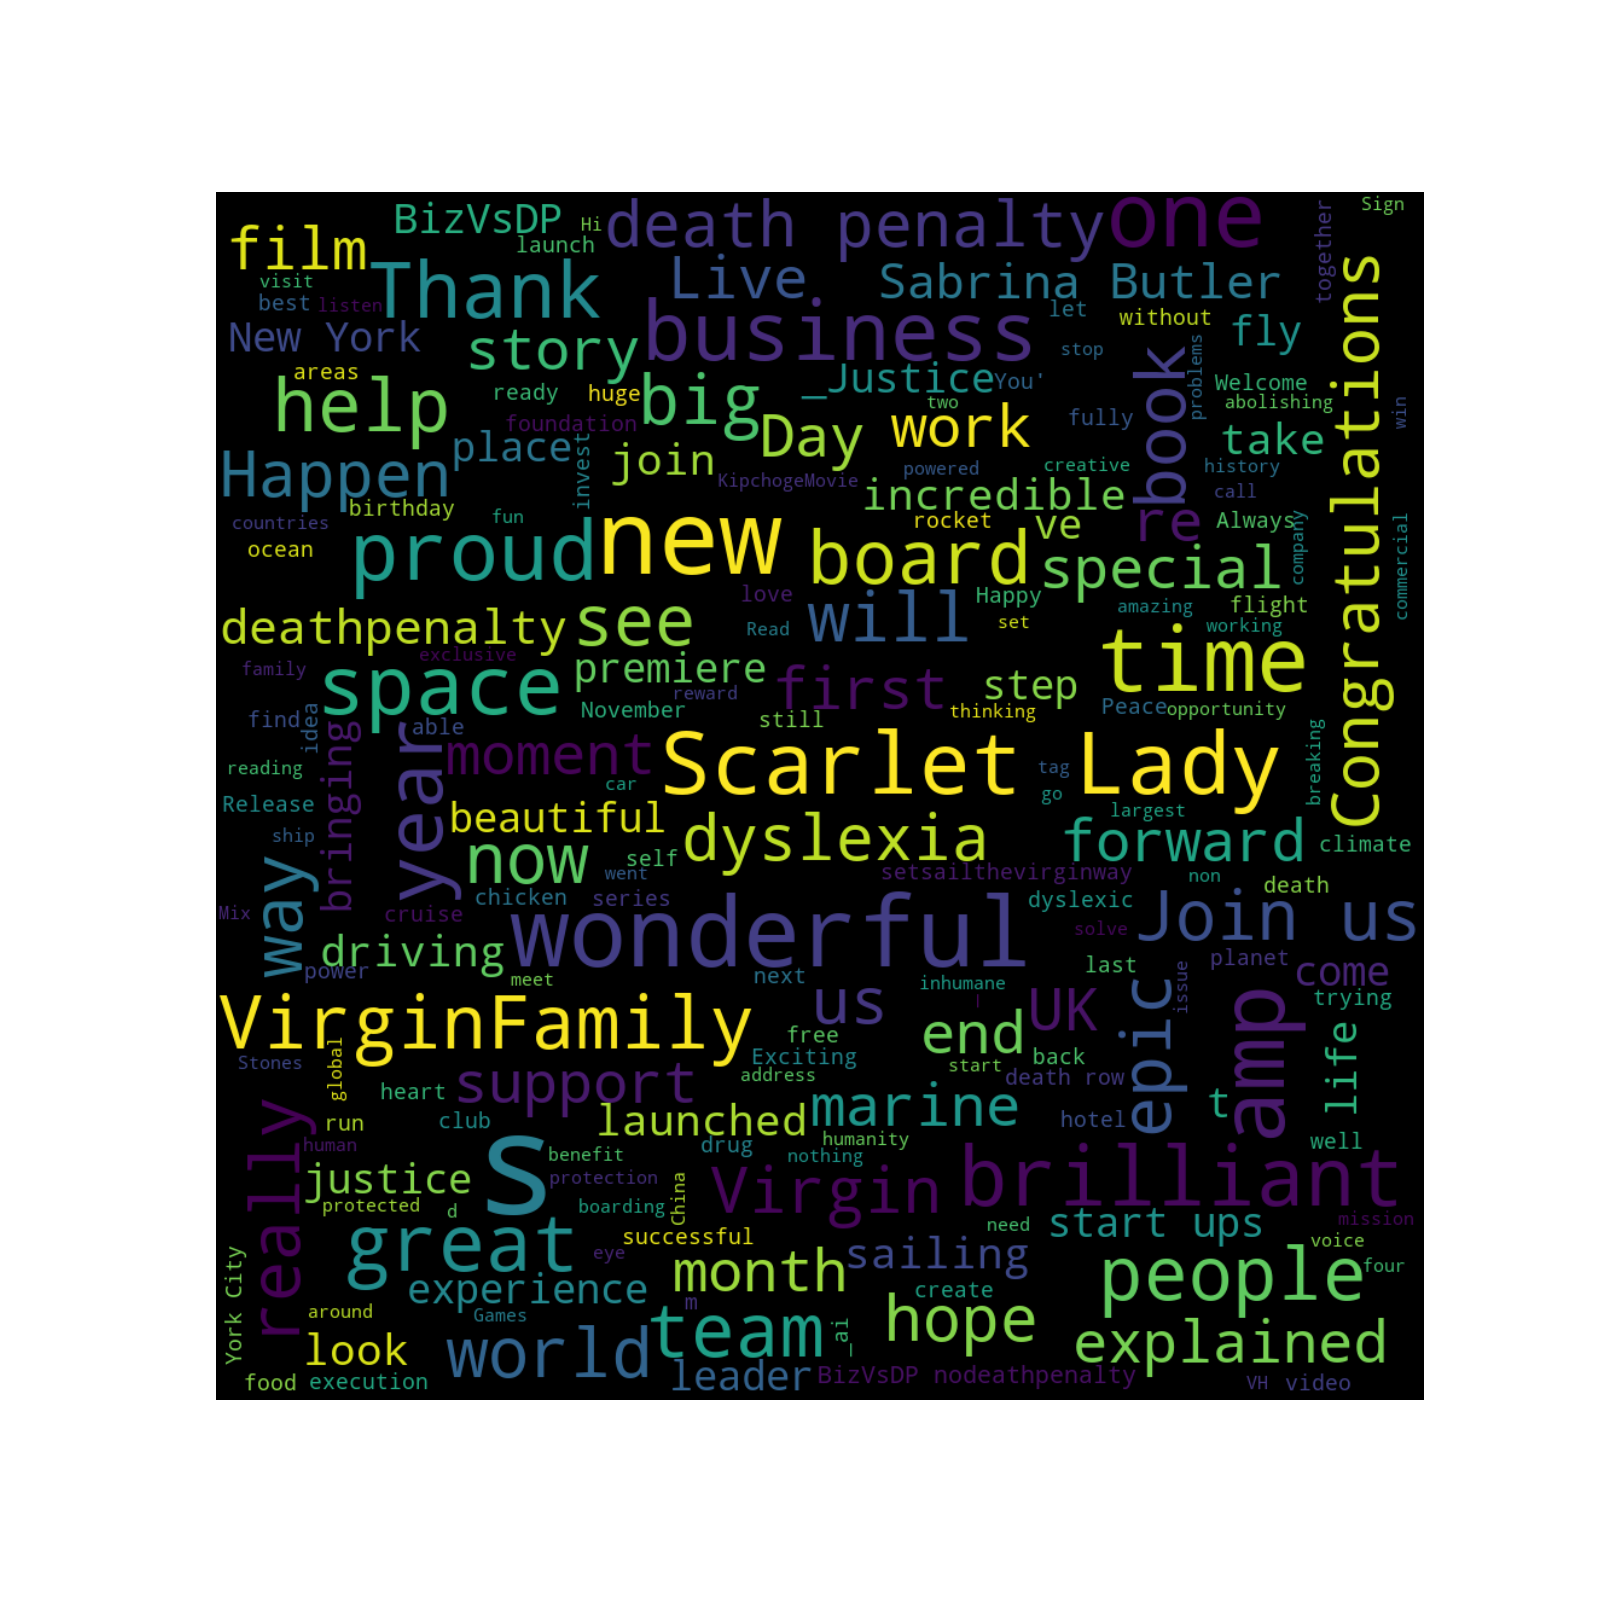 BizVsDP
Hi
death penalty
one
Sign
film
launch
together
visit
Thank
Live
Sabrina Butler
best
listen
business
let
without
fly
Congratulations
New York
story
stop
problems
book
areas
help
ready
huge
big
_Justice
You'
two
Welcome
abolishing
win
foundation
Day
work
fully
take
Happen
place
invest
join
KipchogeMovie
powered
creative
history
incredible
call
birthday
countries
fun
proud
new
rocket
ve
re
Always
company
commercial
ocean
board
special
love
Happy
amazing
flight
deathpenalty
see
Read
will
set
working
time
family
exclusive
space
premiere
reward
first
step
find
idea
bringing
able
November
still
thinking
Peace
opportunity
year
moment
Scarlet Lady
breaking
reading
car
tag
go
Release
beautiful
largest
ship
way
now
self
dyslexia
forward
climate
went
setsailthevirginway
non
death
Mix
cruise
chicken
series
wonderful
dyslexic
Join us
solve
driving
power
meet
next
last
issue
planet
come
inhumane
us
UK
epic
amp
trying
VirginFamily
free
end
life
Stones
global
Exciting
start
back
address
death row
heart
support
run
club
launched
marine
hotel
t
really
human
drug
humanity
well
justice
s
benefit
nothing
protection
China
Virgin
brilliant
protected
d
boarding
need
start ups
mission
great
successful
voice
York City
eye
month
sailing
people
four
experience
m
create
around
Games
team
_ai
hope
look
world
explained
food
execution
leader
BizVsDP nodeathpenalty
VH
video